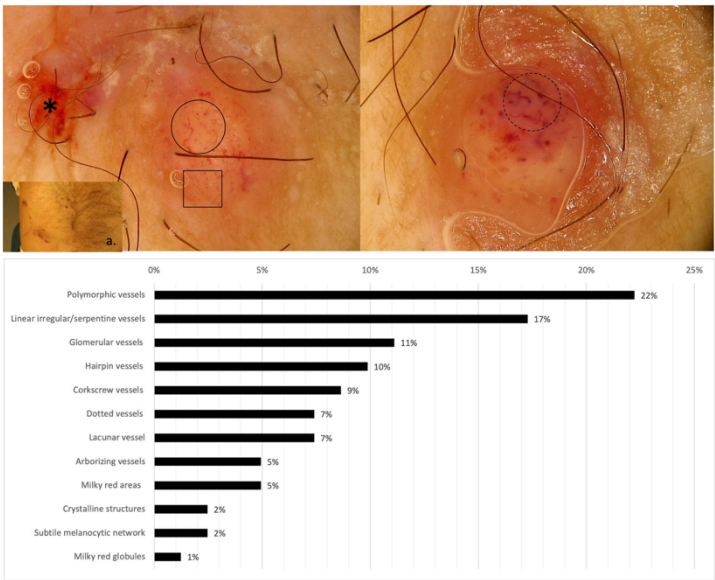 *
a.
0% 5% 10% 15% 20% 25%
Polymorphic vessels 22%
Linear irregular/serpentine vessels 17%
Glomerular vessels 11%
Hairpin vessels 10%
Corkscrew vessels 9%
Dotted vessels 7%
Lacunar vessel 7%
Arborizing vessels 5%
Milky red areas 5%
Crystalline structures 2%
Subtile melanocytic network 2%
Milky red globules 1%